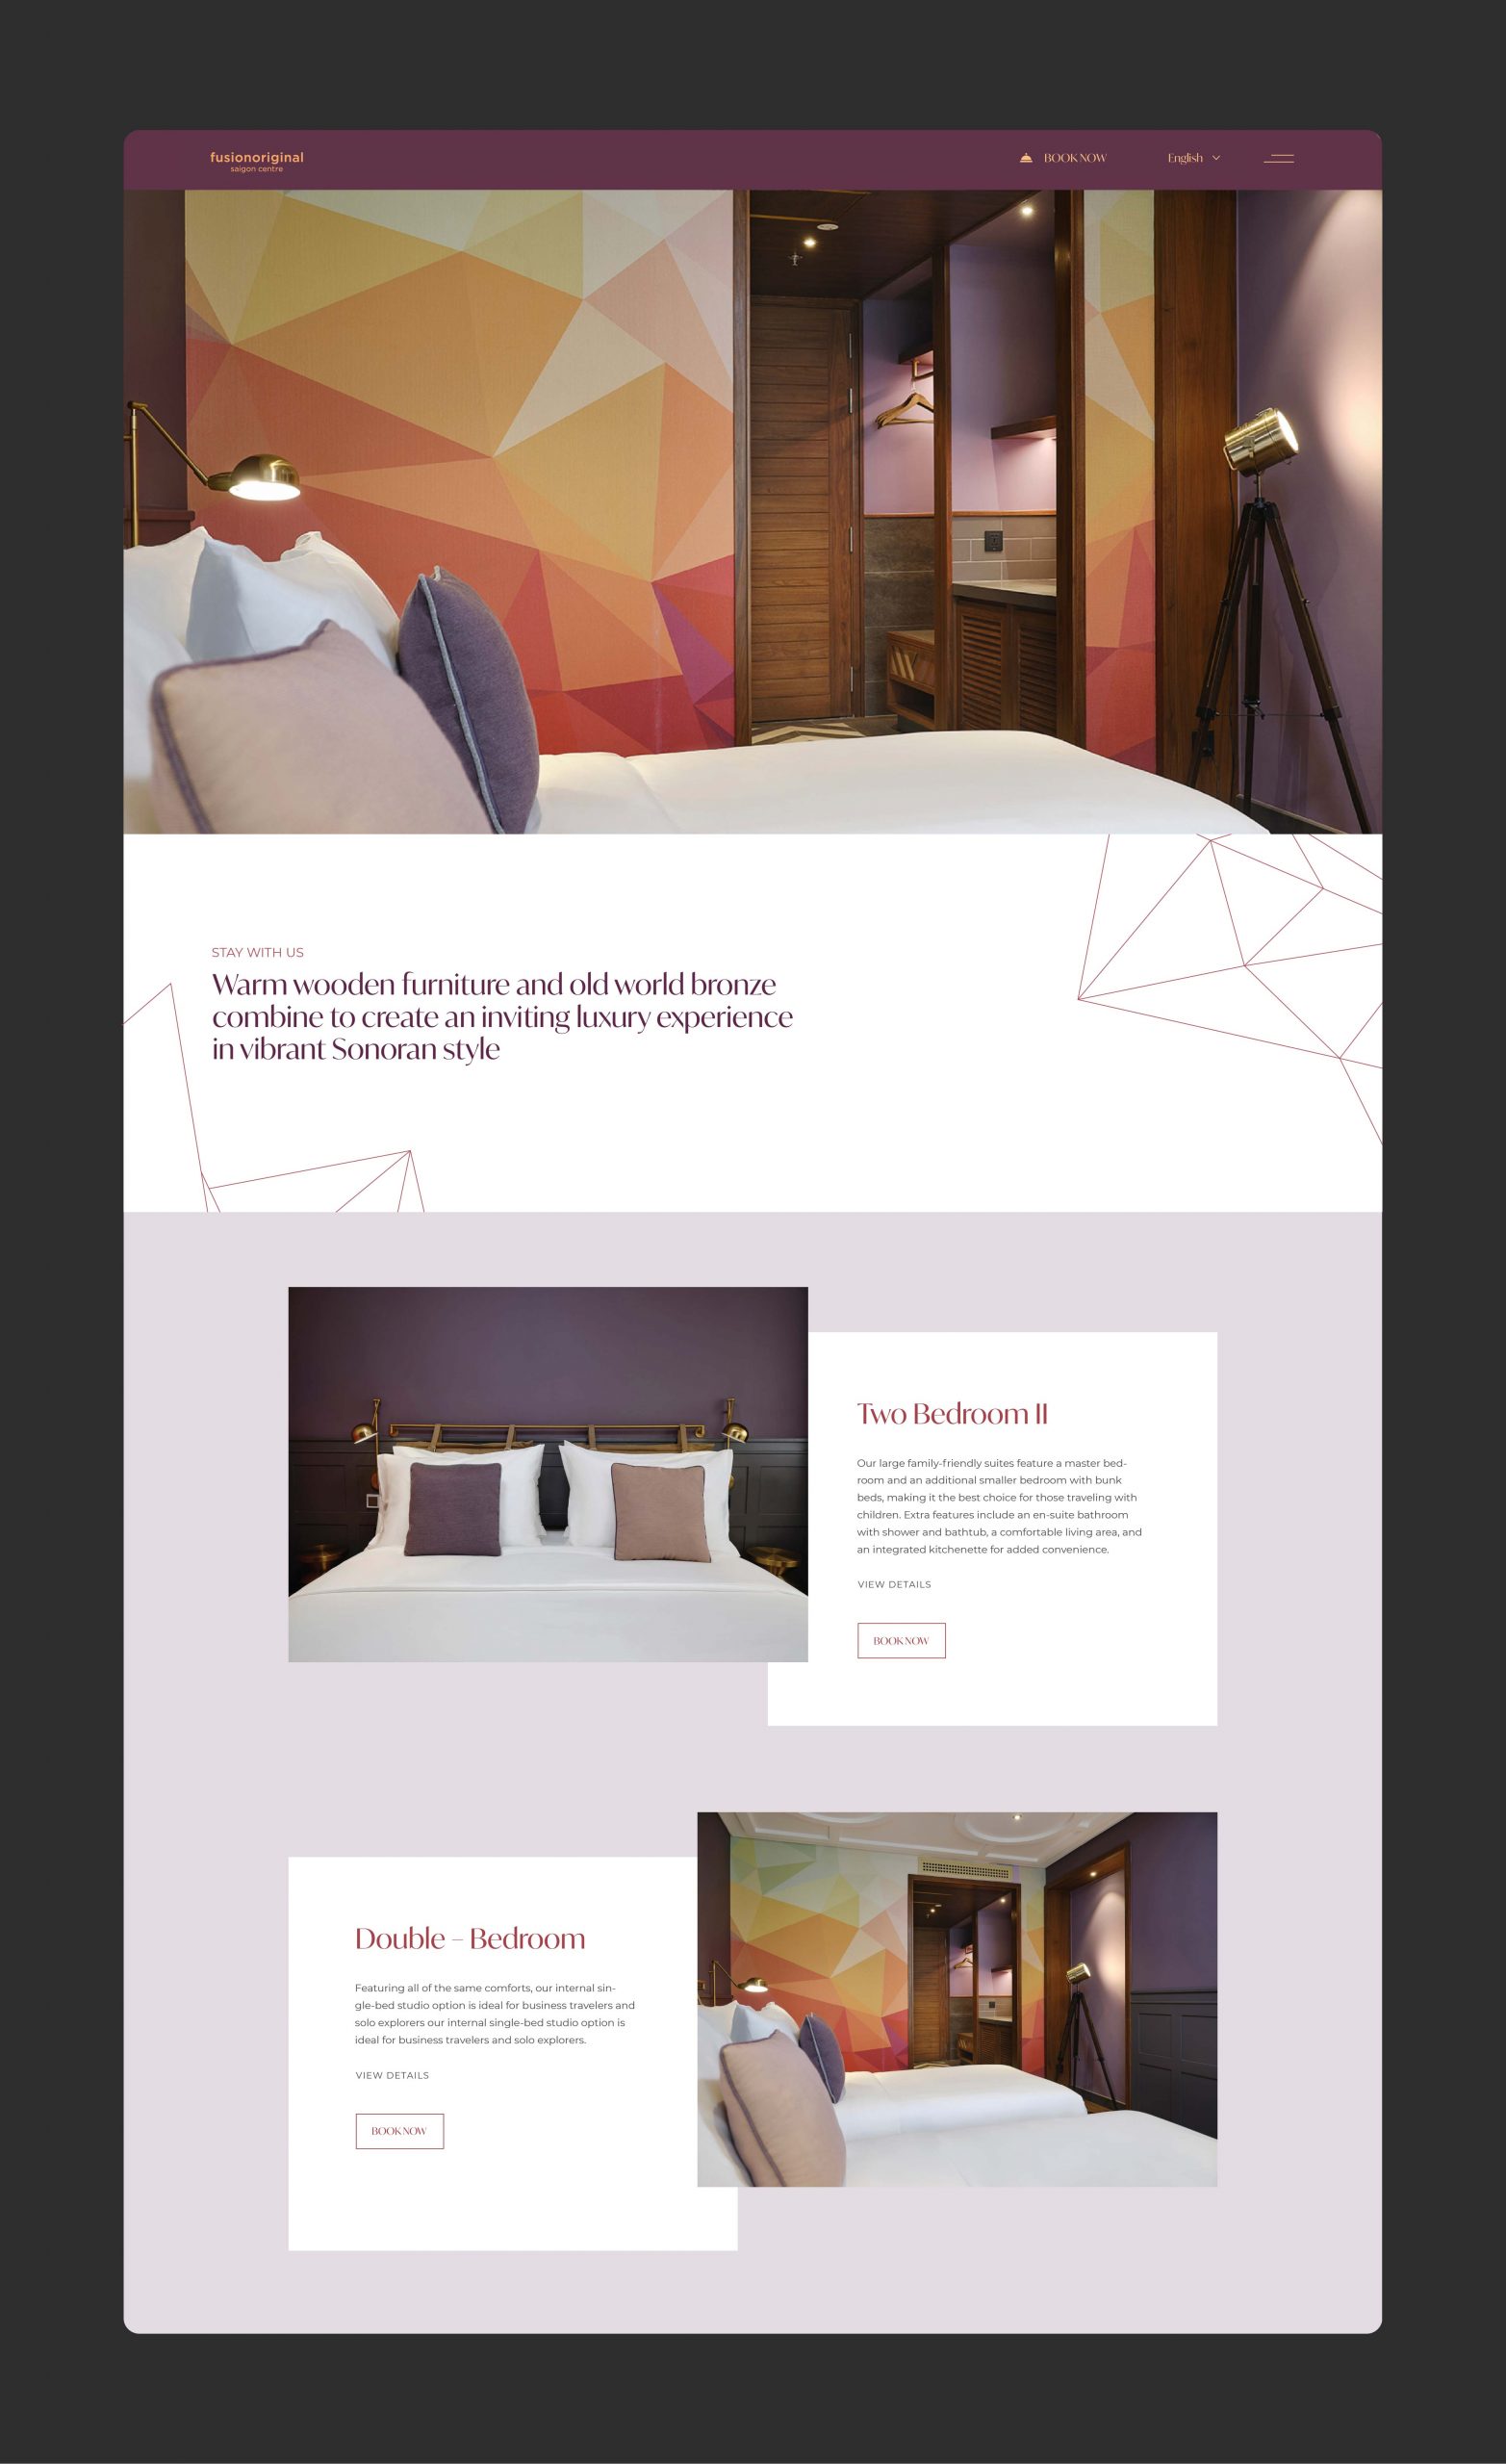 fusionoriginal
saigon centre
BOOK NOW
English
STAY WITH US
Warm wooden furniture and old world bronze
combine to create an inviting luxury experience
in vibrant Sonoran style
Two Bedroom II
Our large family-friendly suites feature a master bed-
room and an additional smaller bedroom with bunk
beds, making it the best choice for those traveling with
children. Extra features include an en-suite bathroom
with shower and bathtub, a comfortable living area, and
an integrated kitchenette for added convenience.
VIEW DETAILS
BOOK NOW
Double – Bedroom
Featuring all of the same comforts, our internal sin-
gle-bed studio option is ideal for business travelers and
solo explorers our internal single-bed studio option is
ideal for business travelers and solo explorers.
VIEW DETAILS
BOOK NOW